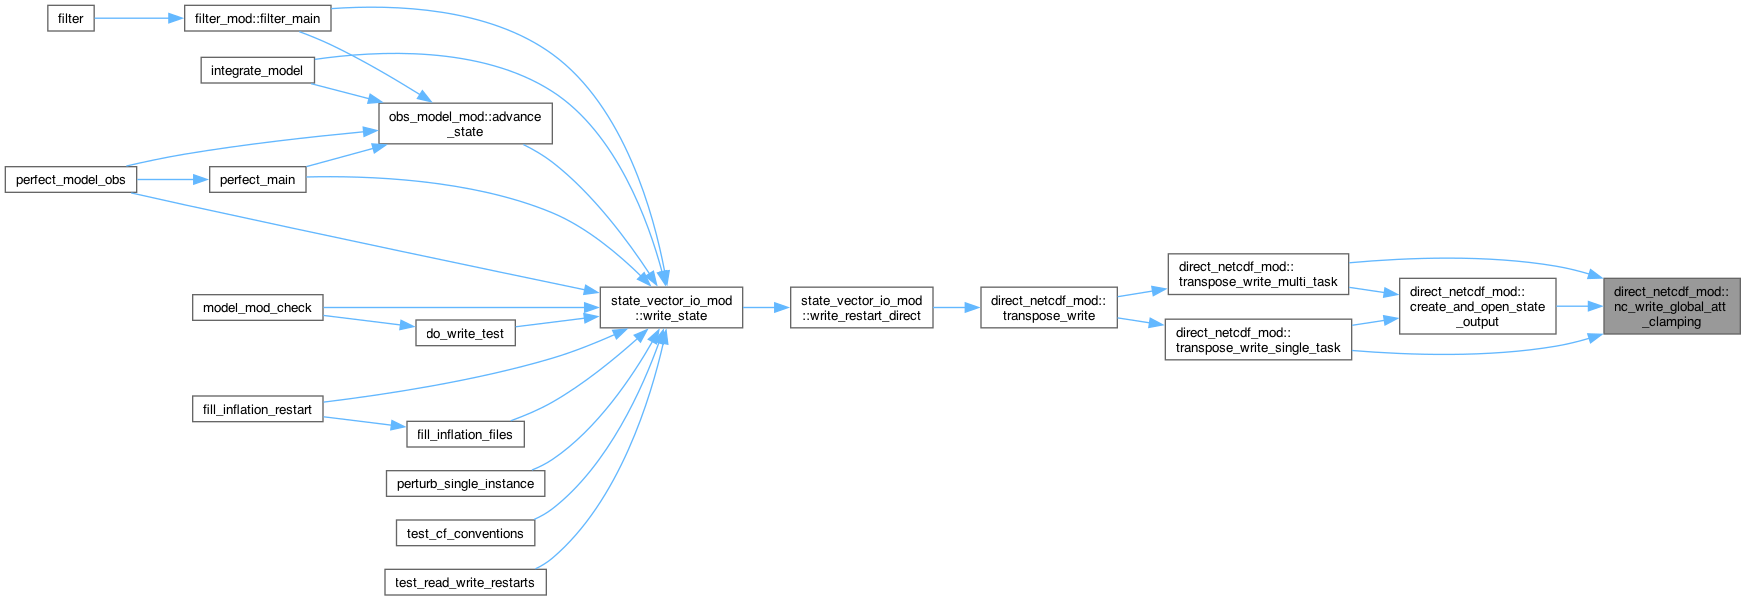 filter
filter_mod::filter_main
integrate_model
obs_model_mod::advance
_state
perfect_model_obs
perfect_main
model_mod_check
do_write_test
fill_inflation_restart
fill_inflation_files
perturb_single_instance
test_cf_conventions
test_read_write_restarts
state_vector_io_mod
::write_state
state_vector_io_mod
::write_restart_direct
direct_netcdf_mod::
transpose_write
direct_netcdf_mod::
transpose_write_multi_task
direct_netcdf_mod::
transpose_write_single_task
direct_netcdf_mod::
create_and_open_state
_output
direct_netcdf_mod::
nc_write_global_att
_clamping